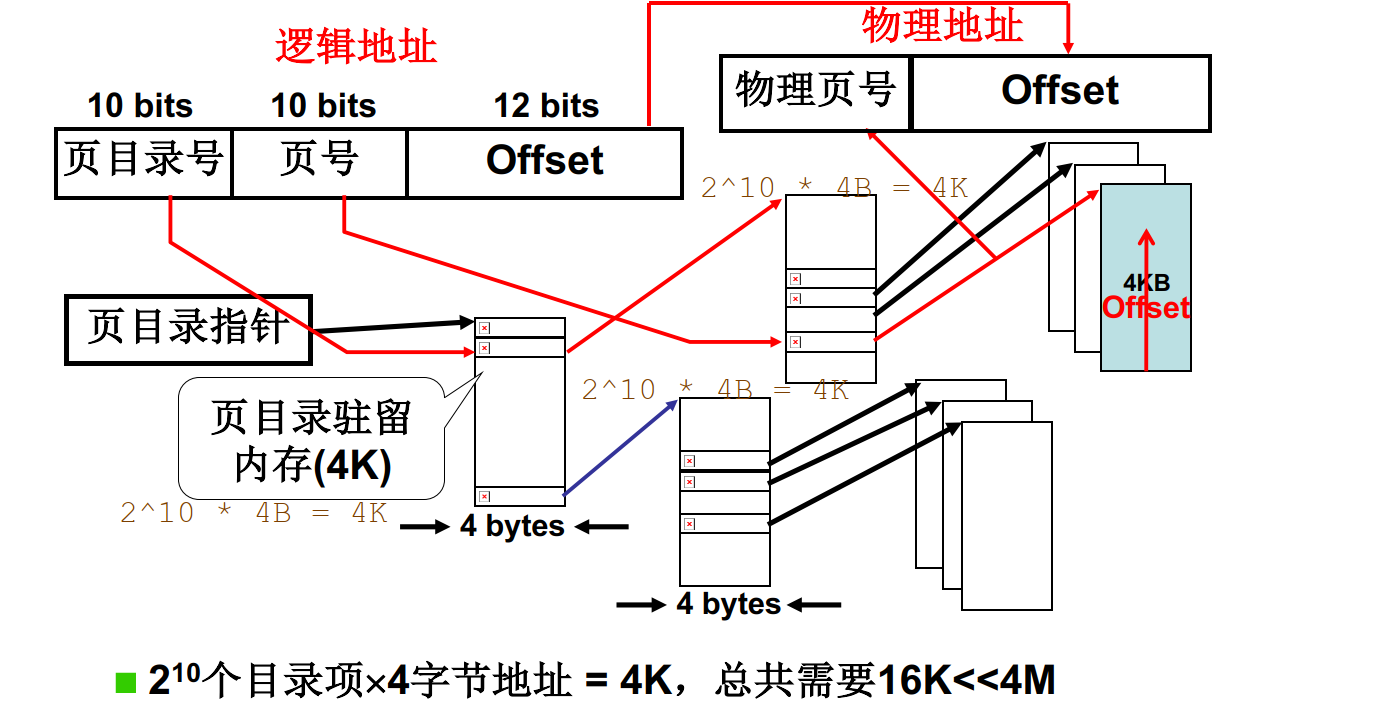 逻辑地址
物理地址
10 bits 10 bits 12 bits
页目录号 页号 Offset
物理页号 Offset
2^10 * 4B = 4K
页目录指针
4KB
Offset
页目录驻留
内存(4K)
2^10 * 4B = 4K
2^10 * 4B = 4K
4 bytes
4 bytes
2¹⁰个目录项×4字节地址 = 4K，总共需要16K<<4M